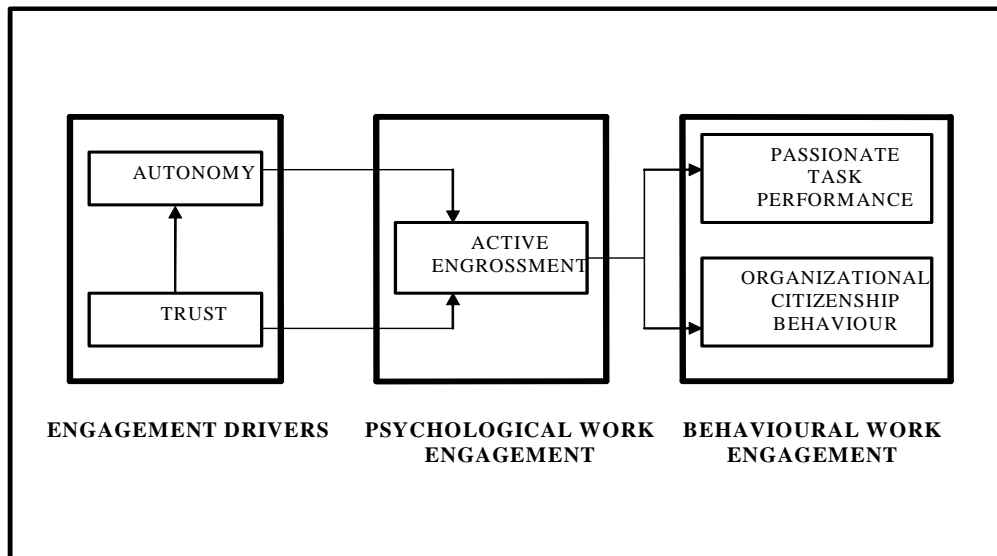 AUTONOMY
TRUST
ACTIVE
ENGROSSMENT
PASSIONATE
TASK
PERFORMANCE
ORGANIZATIONAL
CITIZENSHIP
BEHAVIOUR
ENGAGEMENT DRIVERS
PSYCHOLOGICAL WORK
ENGAGEMENT
BEHAVIOURAL WORK
ENGAGEMENT